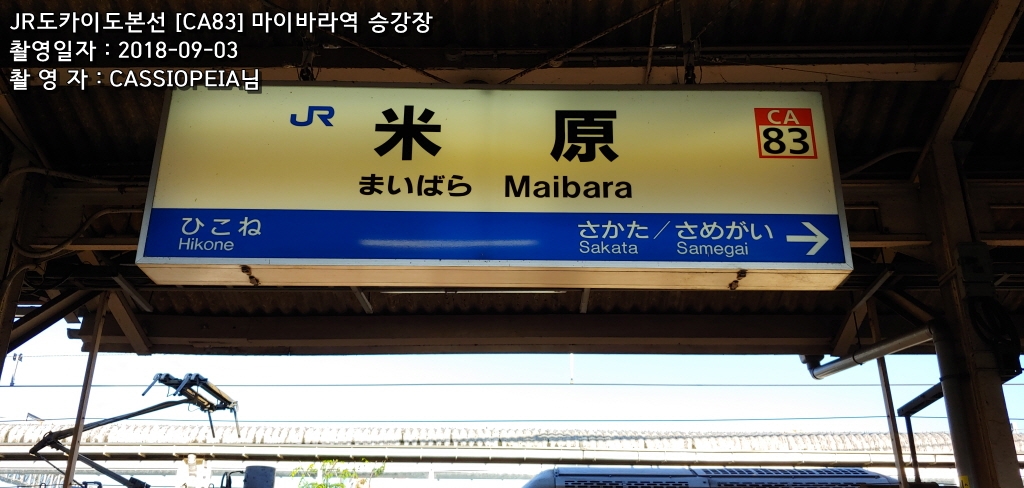 JR도카이도본선 [CA83] 마이바라역 승강장
촬영일자 : 2018-09-03
촬 영 자 : CASSIOPEIA님
JR 米原 CA 83
まいばら Maibara
ひこね さかた／さめがい →
Hikone Sakata Samegai